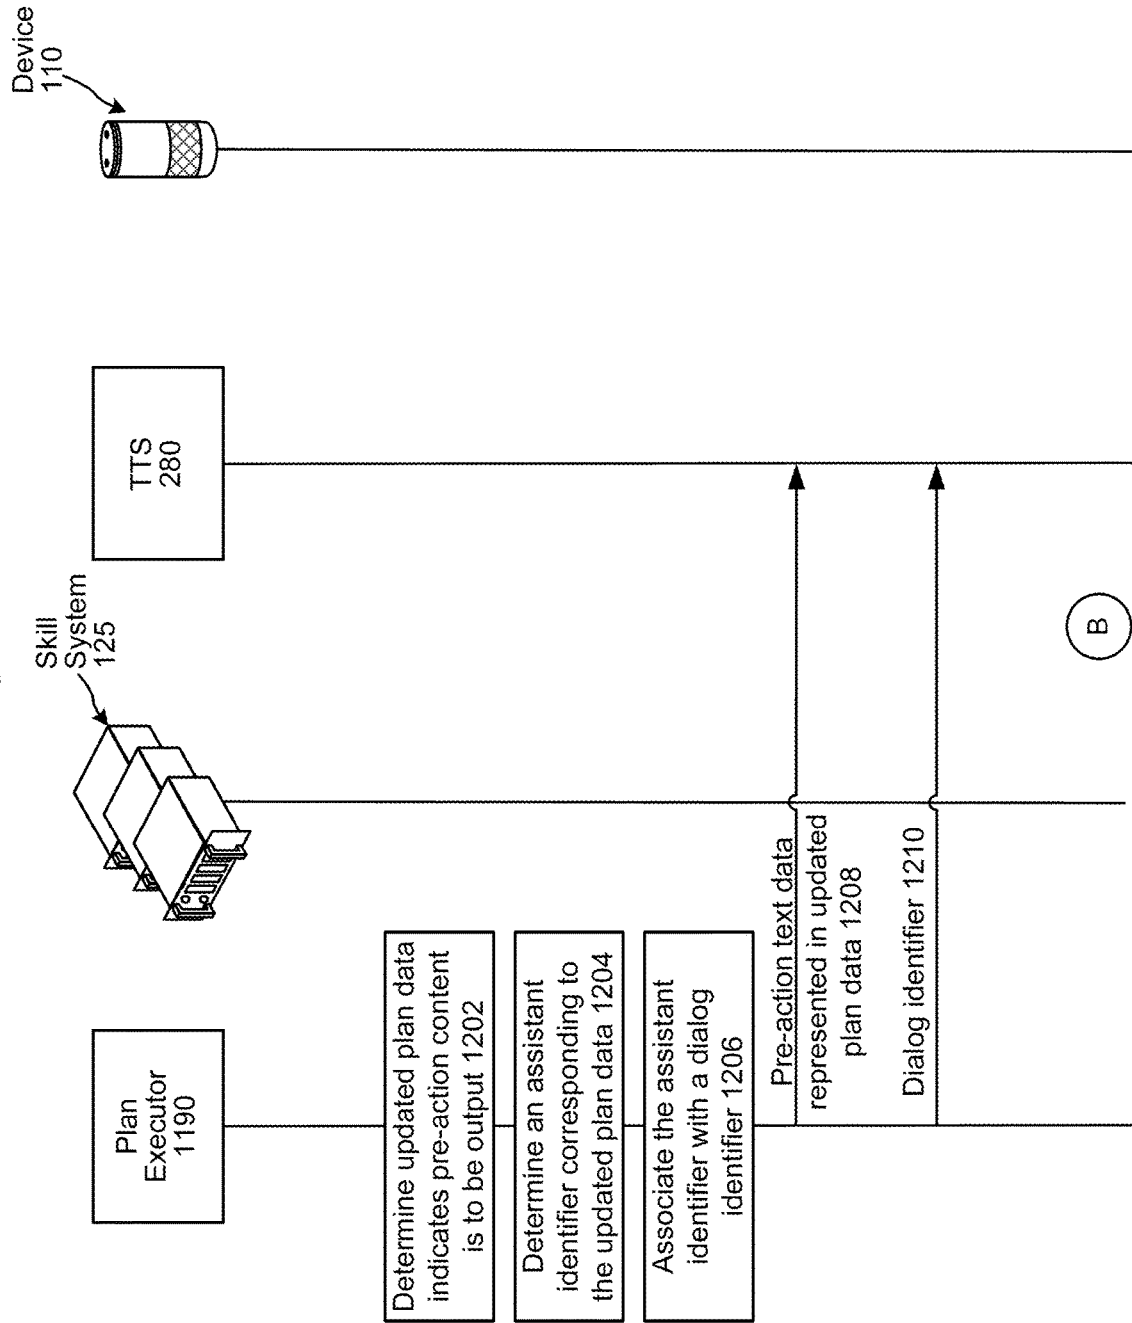 Plan
Executor
1190
Skill
System
125
TTS
280
Device
110
Determine updated plan data
indicates pre-action content
is to be output 1202
Determine an assistant
identifier corresponding to
the updated plan data 1204
Associate the assistant
identifier with a dialog
identifier 1206
Pre-action text data
represented in updated
plan data 1208
Dialog identifier 1210
B